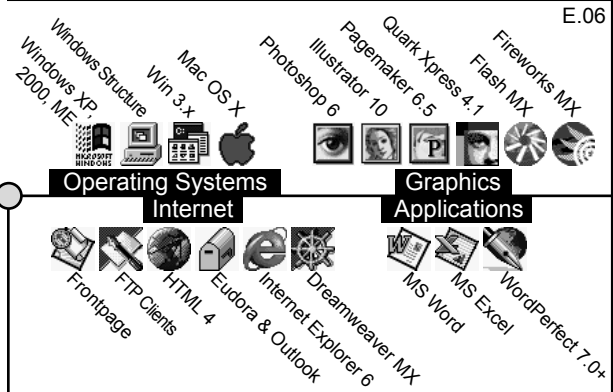 E.06
Windows XP,
2000, ME
Windows Structure
Win 3.x
Mac OS X
Photoshop 6
Illustrator 10
Pagemaker 6.5
Quark Xpress 4.1
Flash MX
Fireworks MX
MICROSOFT
WINDOWS
C:
P
Operating Systems
Graphics
Internet
Applications
W
X
Frontpage
FTP Clients
HTML 4
Eudora & Outlook
Internet Explorer 6
Dreamweaver MX
MS Word
MS Excel
WordPerfect 7.0+